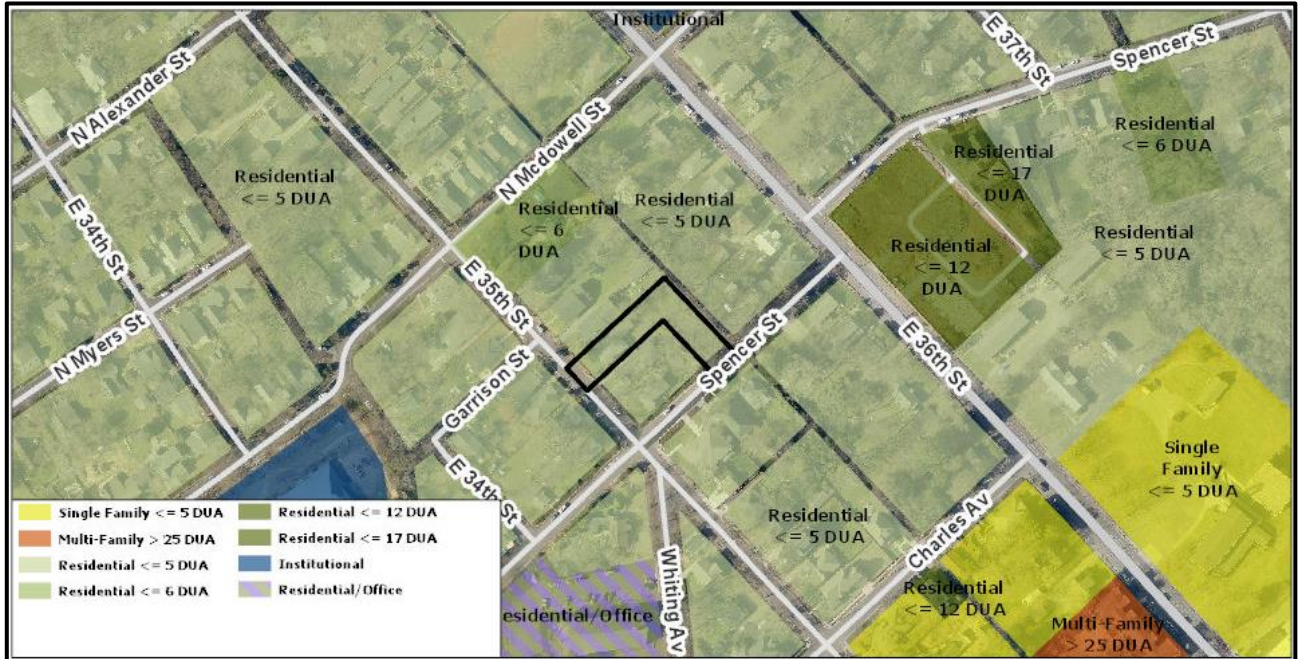 Institutional
N Alexander St
N Mcdowell St
E 37th St
Spencer St
Residential
<= 5 DUA
E 34th St
N Myers St
Residential
<= 6
DUA
Residential
<= 5 DUA
Residential
<= 17
DUA
Residential
<= 6 DUA
Residential
<= 12
DUA
Residential
<= 5 DUA
E 35th St
Garrison St
Spencer St
E 36th St
E 34th St
Single
Family
<= 5 DUA
Residential
<= 5 DUA
Whiting Av
Charles Av
Residential
<= 12 DUA
Multi-Family
> 25 DUA
esidential/Office
Single Family <= 5 DUA
Multi-Family > 25 DUA
Residential <= 5 DUA
Residential <= 6 DUA
Residential <= 12 DUA
Residential <= 17 DUA
Institutional
Residential/Office